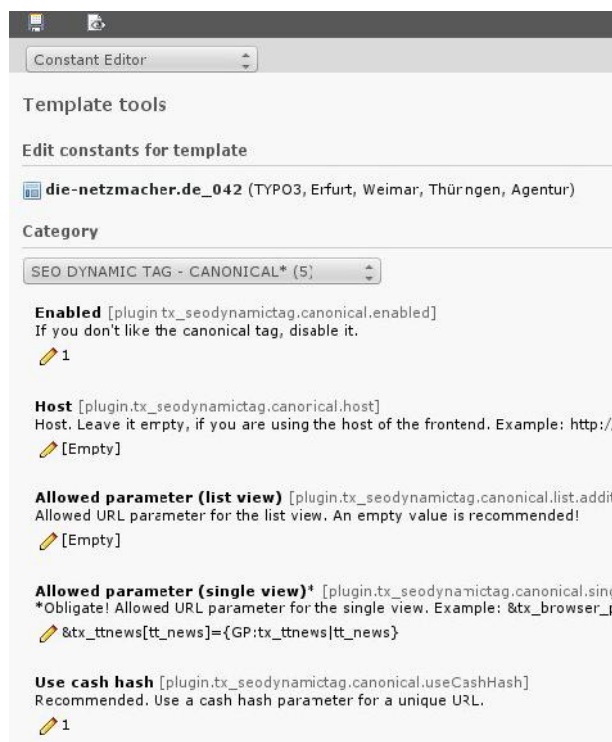 Constant Editor
Template tools
Edit constants for template
die-netzmacher.de_042 (TYPO3, Erfurt, Weimar, Thüringen, Agentur)
Category
SEO DYNAMIC TAG - CANONICAL* (5)
Enabled [plugin tx_seodynamictag.canonical.enabled]
If you don't like the canonical tag, disable it.
1
Host [plugin.tx_seodynamictag.canonical.host]
Host. Leave it empty, if you are using the host of the frontend. Example: http:/
[Empty]
Allowed parameter (list view) [plugin.tx_seodynamictag.canonical.list.addit
Allowed URL parameter for the list view. An empty value is recommended!
[Empty]
Allowed parameter (single view)* [plugin.tx_seodynamictag.canonical.sing
*Obligate! Allowed URL parameter for the single view. Example: &tx_browser_p
&tx_ttnews[tt_news]={GP:tx_ttnews|tt_news}
Use cash hash [plugin.tx_seodynamictag.canonical.useCashHash]
Recommended. Use a cash hash parameter for a unique URL.
1